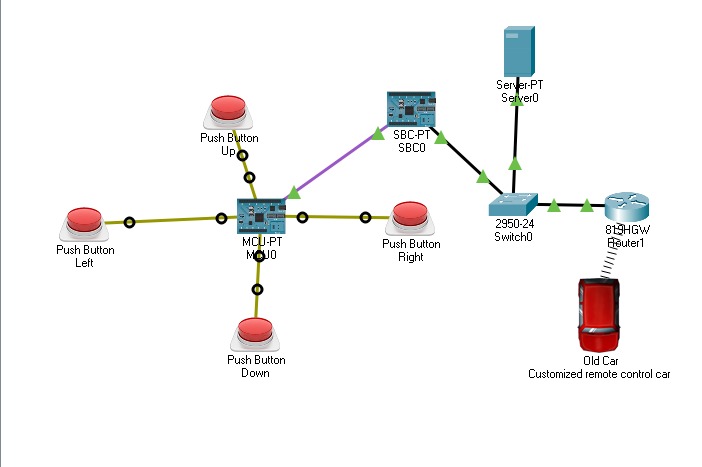 Server-PT
Server0
Push Button
Up
SBC-PT
SBC0
Push Button
Left
MCU-PT
MCU0
Push Button
Right
2950-24
Switch0
819HGW
Router1
Push Button
Down
Old Car
Customized remote control car